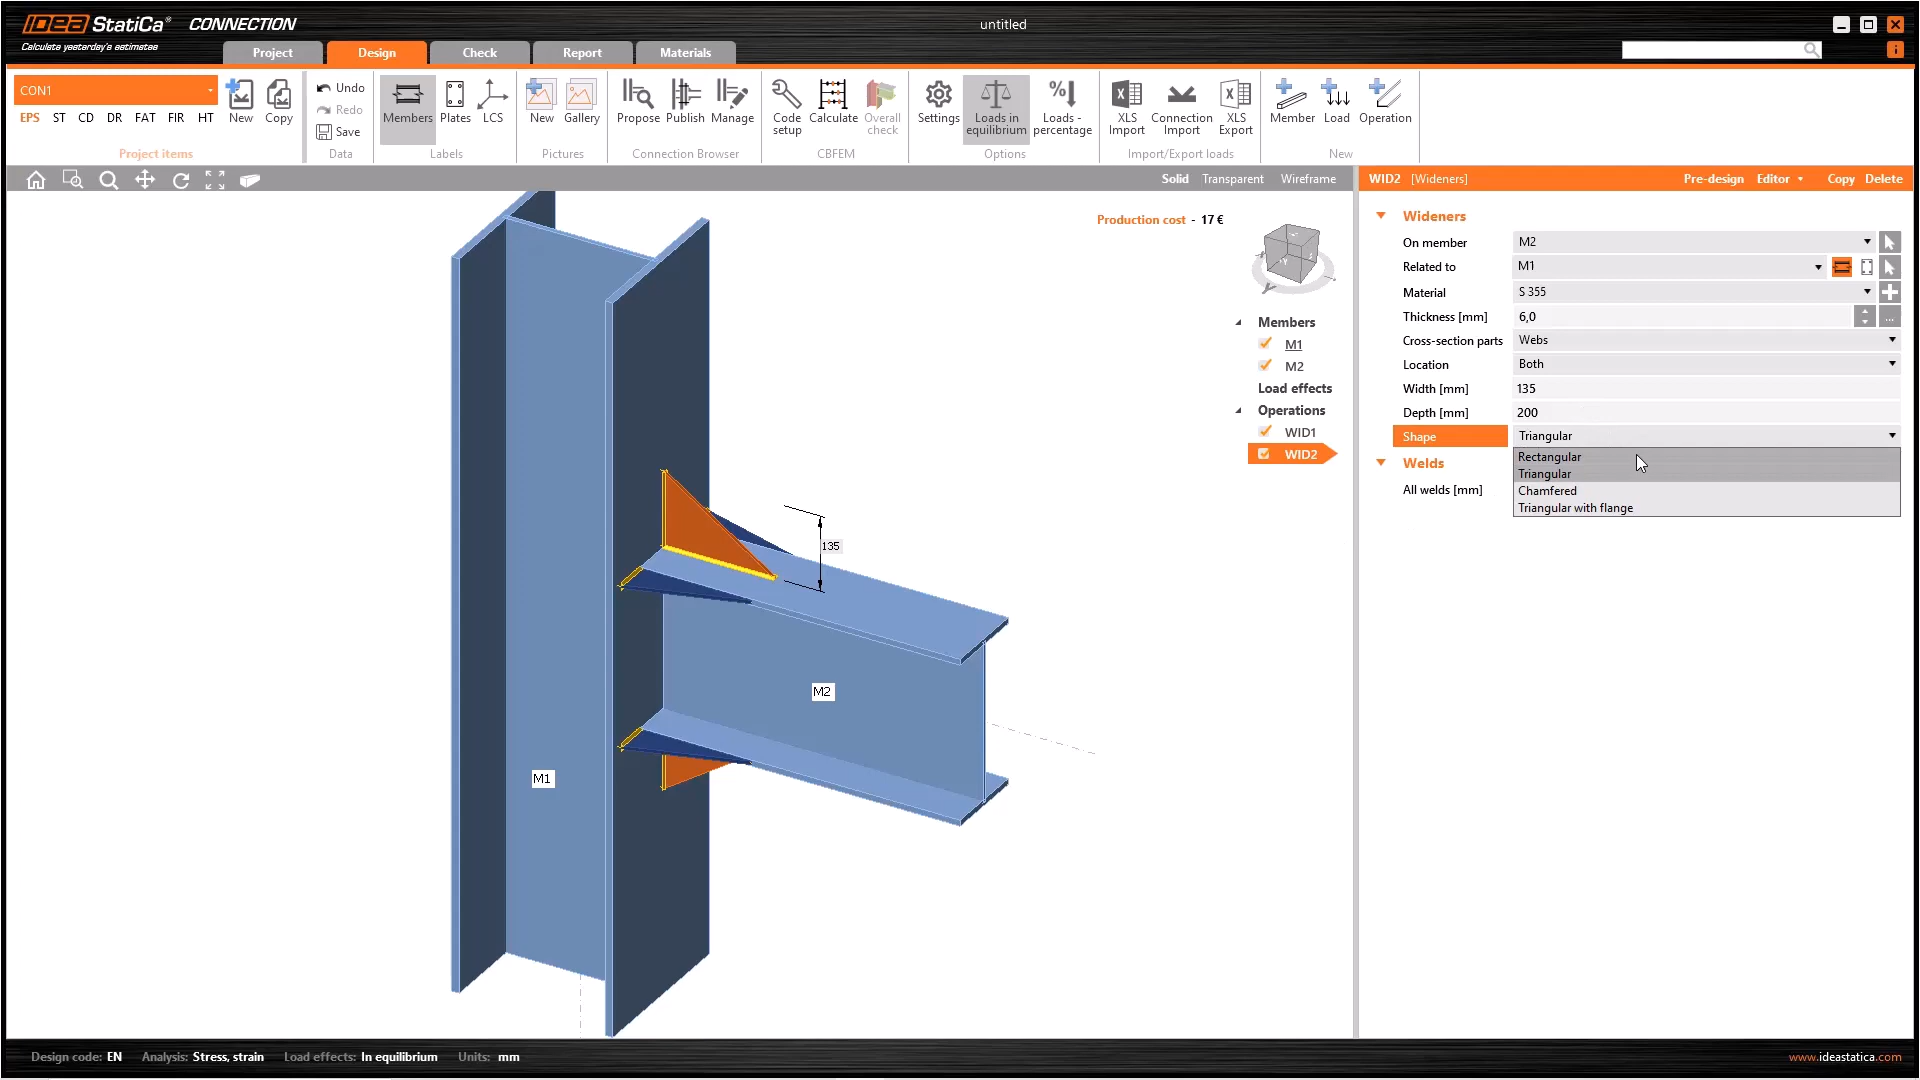 IDEA StatiCa® CONNECTION
Calculate yesterday's estimates
untitled
Project
Design
Check
Report
Materials
CON1
EPS ST CD DR FAT FIR HT
New
Copy
Project items
Undo
Redo
Save
Data
Members
Plates
LCS
Labels
New
Gallery
Pictures
Propose
Publish
Manage
Connection Browser
Code setup
Calculate
Overall check
CBFEM
Settings
Loads in equilibrium
Loads - percentage
Options
XLS Import
Connection Import
XLS Export
Import/Export loads
Member
Load
Operation
New
Solid Transparent Wireframe
Production cost - 17 €
Members
M1
M2
Load effects
Operations
WID1
WID2
135
M2
M1
WID2 [Wideners]
Pre-design Editor Copy Delete
Wideners
On member M2
Related to M1
Material S 355
Thickness [mm] 6,0
Cross-section parts Webs
Location Both
Width [mm] 135
Depth [mm] 200
Shape Triangular
Rectangular
Triangular
Chamfered
Triangular with flange
Welds
All welds [mm]
Design code: EN Analysis: Stress, strain Load effects: In equilibrium Units: mm
www.ideastatica.com